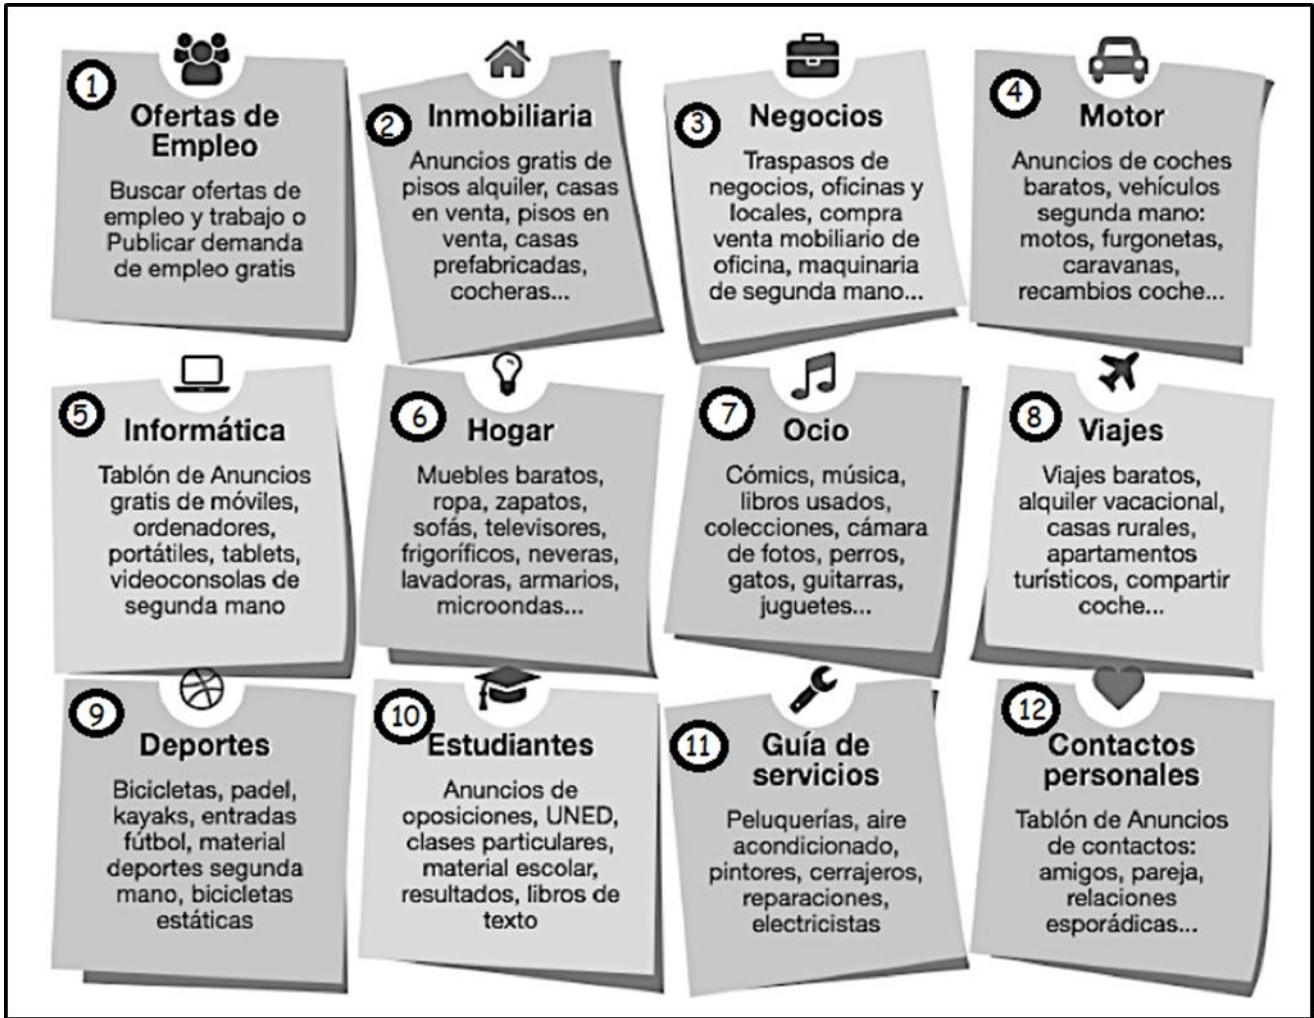 1
Ofertas de
Empleo
Buscar ofertas de
empleo y trabajo o
Publicar demanda
de empleo gratis
2
Inmobiliaria
Anuncios gratis de
pisos alquiler, casas
en venta, pisos en
venta, casas
prefabricadas,
cocheras...
3
Negocios
Traspasos de
negocios, oficinas y
locales, compra
venta mobiliario de
oficina, maquinaria
de segunda mano...
4
Motor
Anuncios de coches
baratos, vehículos
segunda mano:
motos, furgonetas,
caravanas,
recambios coche...
5
Informática
Tablón de Anuncios
gratis de móviles,
ordenadores,
portátiles, tablets,
videoconsolas de
segunda mano
6
Hogar
Muebles baratos,
ropa, zapatos,
sofás, televisores,
frigoríficos, neveras,
lavadoras, armarios,
microondas...
7
Ocio
Cómics, música,
libros usados,
colecciones, cámara
de fotos, perros,
gatos, guitarras,
juguetes...
8
Viajes
Viajes baratos,
alquiler vacacional,
casas rurales,
apartamentos
turísticos, compartir
coche...
9
Deportes
Bicicletas, padel,
kayaks, entradas
fútbol, material
deportes segunda
mano, bicicletas
estáticas
10
Estudiantes
Anuncios de
oposiciones, UNED,
clases particulares,
material escolar,
resultados, libros de
texto
11
Guía de
servicios
Peluquerías, aire
acondicionado,
pintores, cerrajeros,
reparaciones,
electricistas
12
Contactos
personales
Tablón de Anuncios
de contactos:
amigos, pareja,
relaciones
esporádicas...